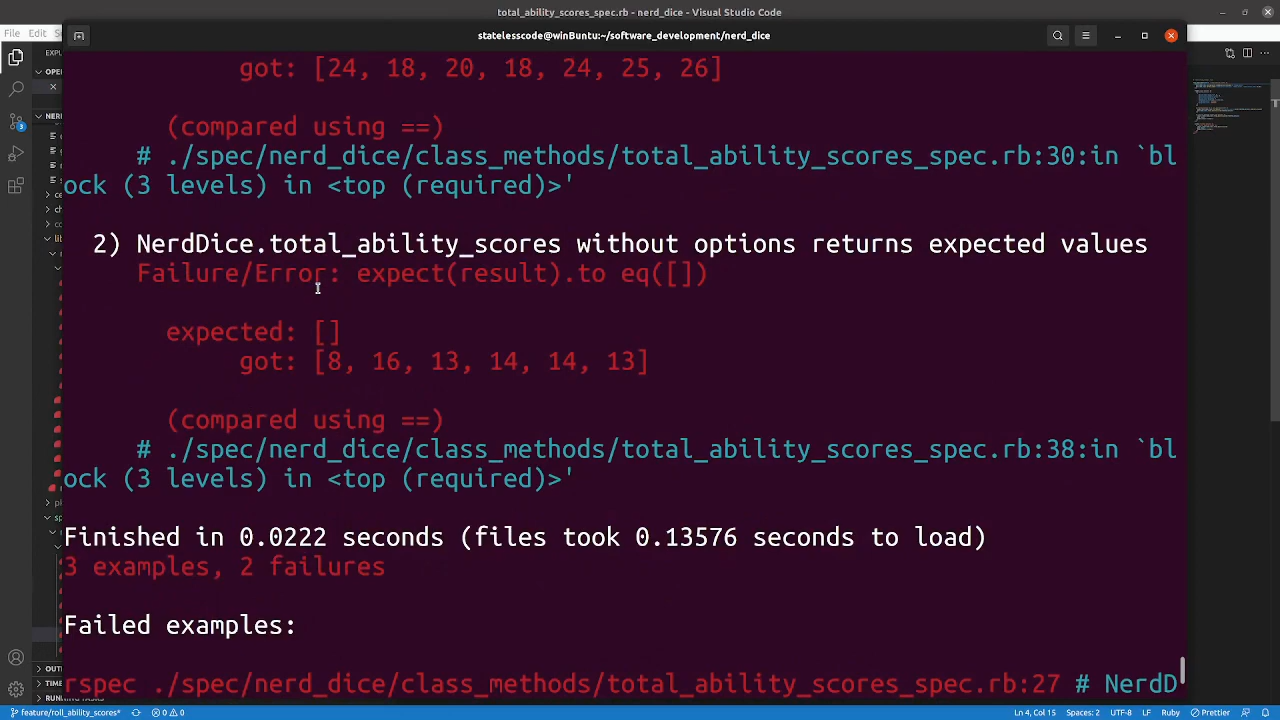 total_ability_scores_spec.rb - nerd_dice - Visual Studio Code
File
Edit
statelesscode@winBuntu:~/software_development/nerd_dice
got: [24, 18, 20, 18, 24, 25, 26]
(compared using ==)
# ./spec/nerd_dice/class_methods/total_ability_scores_spec.rb:30:in `bl
ock (3 levels) in <top (required)>'
2) NerdDice.total_ability_scores without options returns expected values
Failure/Error: expect(result).to eq([])
expected: []
got: [8, 16, 13, 14, 14, 13]
(compared using ==)
# ./spec/nerd_dice/class_methods/total_ability_scores_spec.rb:38:in `bl
ock (3 levels) in <top (required)>'
Finished in 0.0222 seconds (files took 0.13576 seconds to load)
3 examples, 2 failures
Failed examples:
rspec ./spec/nerd_dice/class_methods/total_ability_scores_spec.rb:27 # NerdD
feature/roll_ability_scores*
0 0
Ln 4, Col 15
Spaces: 2
UTF-8
LF
Ruby
Prettier